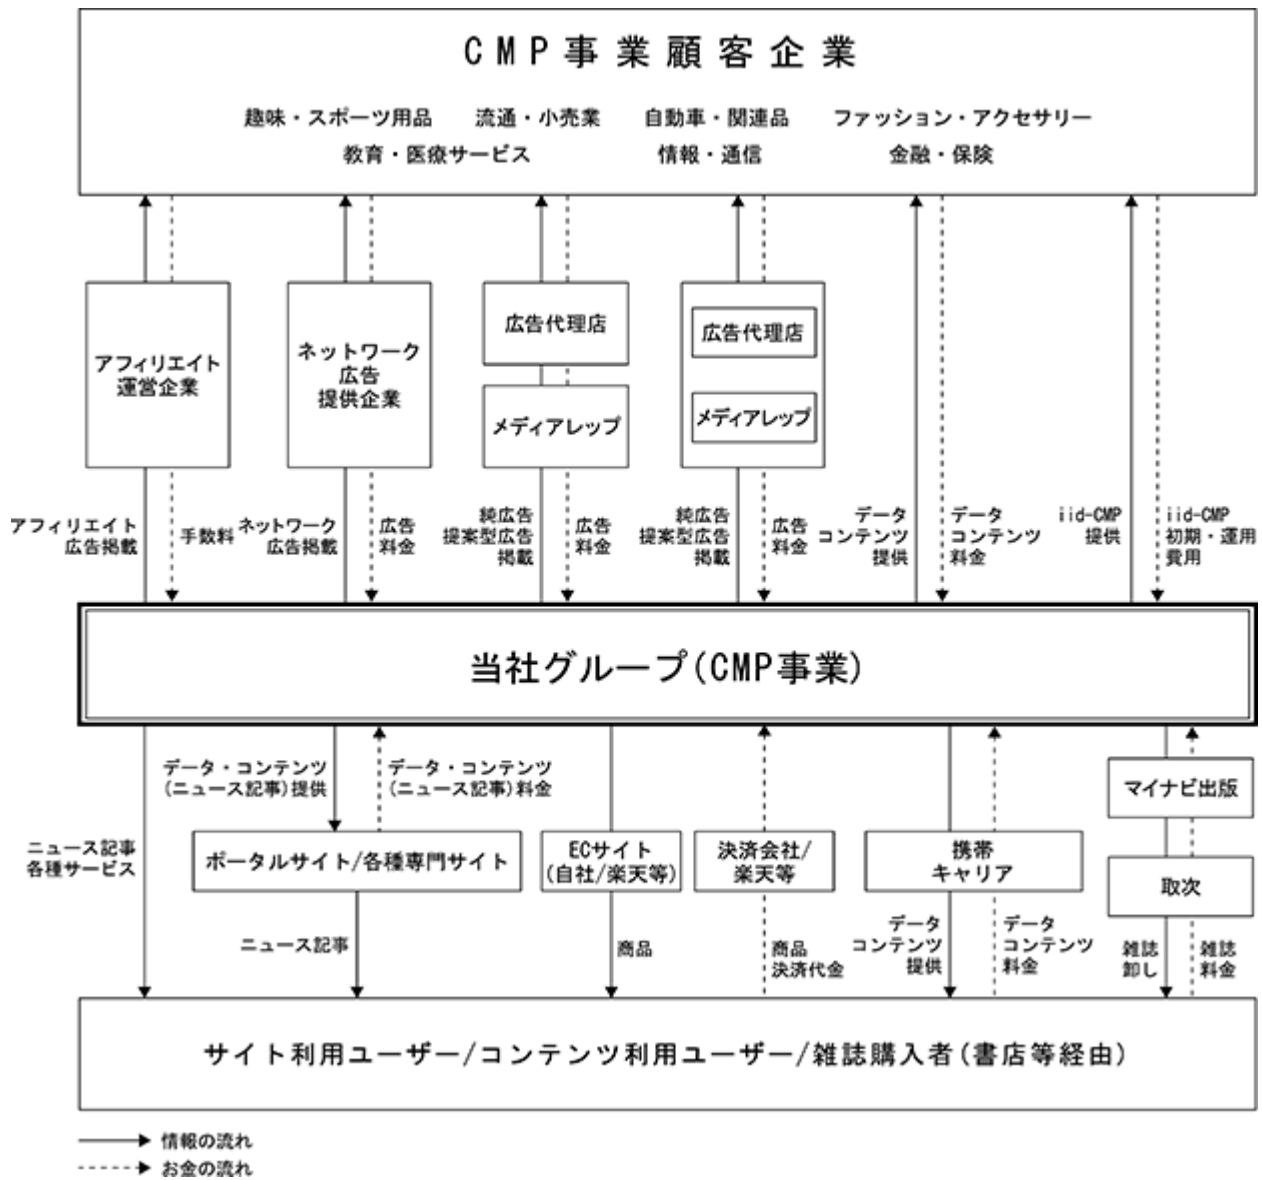 CMP事業顧客企業
趣味・スポーツ用品 流通・小売業 自動車・関連品 ファッション・アクセサリー
教育・医療サービス 情報・通信 金融・保険
アフィリエイト
運営企業
ネットワーク
広告
提供企業
広告代理店
メディアレップ
広告代理店
メディアレップ
アフィリエイト
広告掲載
手数料
ネットワーク
広告掲載
広告
料金
純広告
提案型広告
掲載
広告
料金
純広告
提案型広告
掲載
広告
料金
データ
コンテンツ
提供
データ
コンテンツ
料金
iid-CMP
提供
iid-CMP
初期・運用
費用
当社グループ(CMP事業)
ニュース記事
各種サービス
データ・コンテンツ
(ニュース記事)提供
データ・コンテンツ
(ニュース記事)料金
ポータルサイト/各種専門サイト
ニュース記事
ECサイト
(自社/楽天等)
商品
決済会社/
楽天等
商品
決済代金
携帯
キャリア
データ
コンテンツ
提供
データ
コンテンツ
料金
マイナビ出版
取次
雑誌
卸し
雑誌
料金
サイト利用ユーザー/コンテンツ利用ユーザー/雑誌購入者(書店等経由)
情報の流れ
お金の流れ